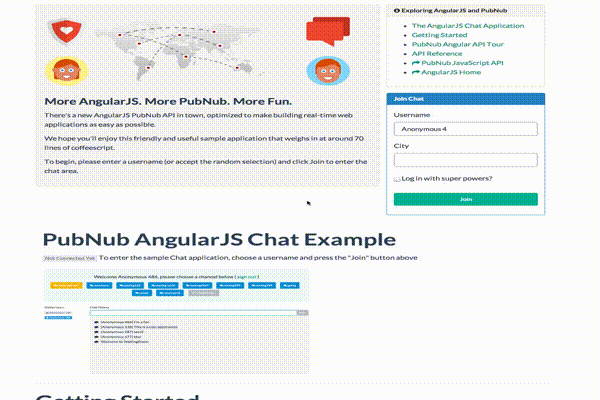 More AngularJS. More PubNub. More Fun.
There's a new AngularJS PubNub API in town, optimized to make building real-time web
applications as easy as possible.
We hope you'll enjoy this friendly and useful sample application that weighs in at around 70
lines of coffeescript.
To begin, please enter a username (or accept the random selection) and click Join to enter the
chat area.
Exploring AngularJS and PubNub
The AngularJS Chat Application
Getting Started
PubNub Angular API Tour
API Reference
PubNub JavaScript API
AngularJS Home
Join Chat
Username
Anonymous 4
City
Log in with super powers?
Join
PubNub AngularJS Chat Example
Not Connected Yet To enter the sample Chat application, choose a username and press the "Join" button above
Welcome Anonymous 486, please choose a channel below ( sign out )
Getting Started